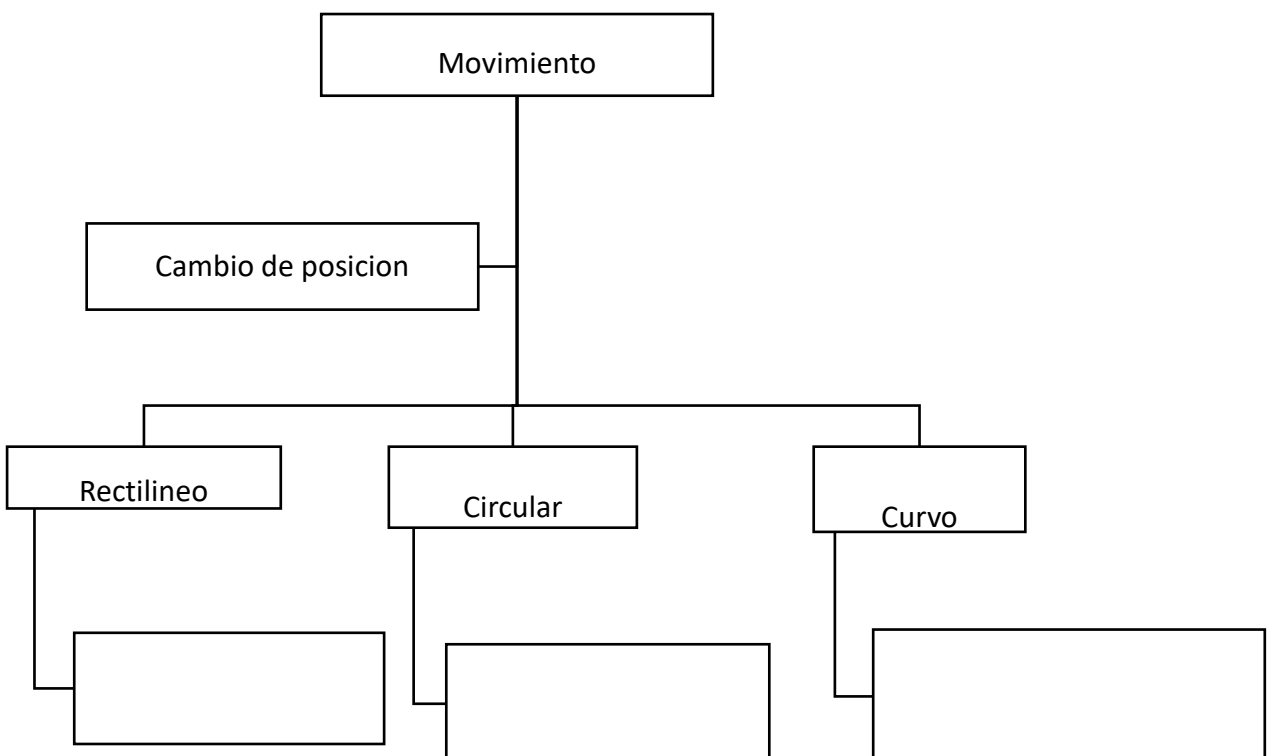 Movimiento
Cambio de posicion
Rectilineo
Circular
Curvo